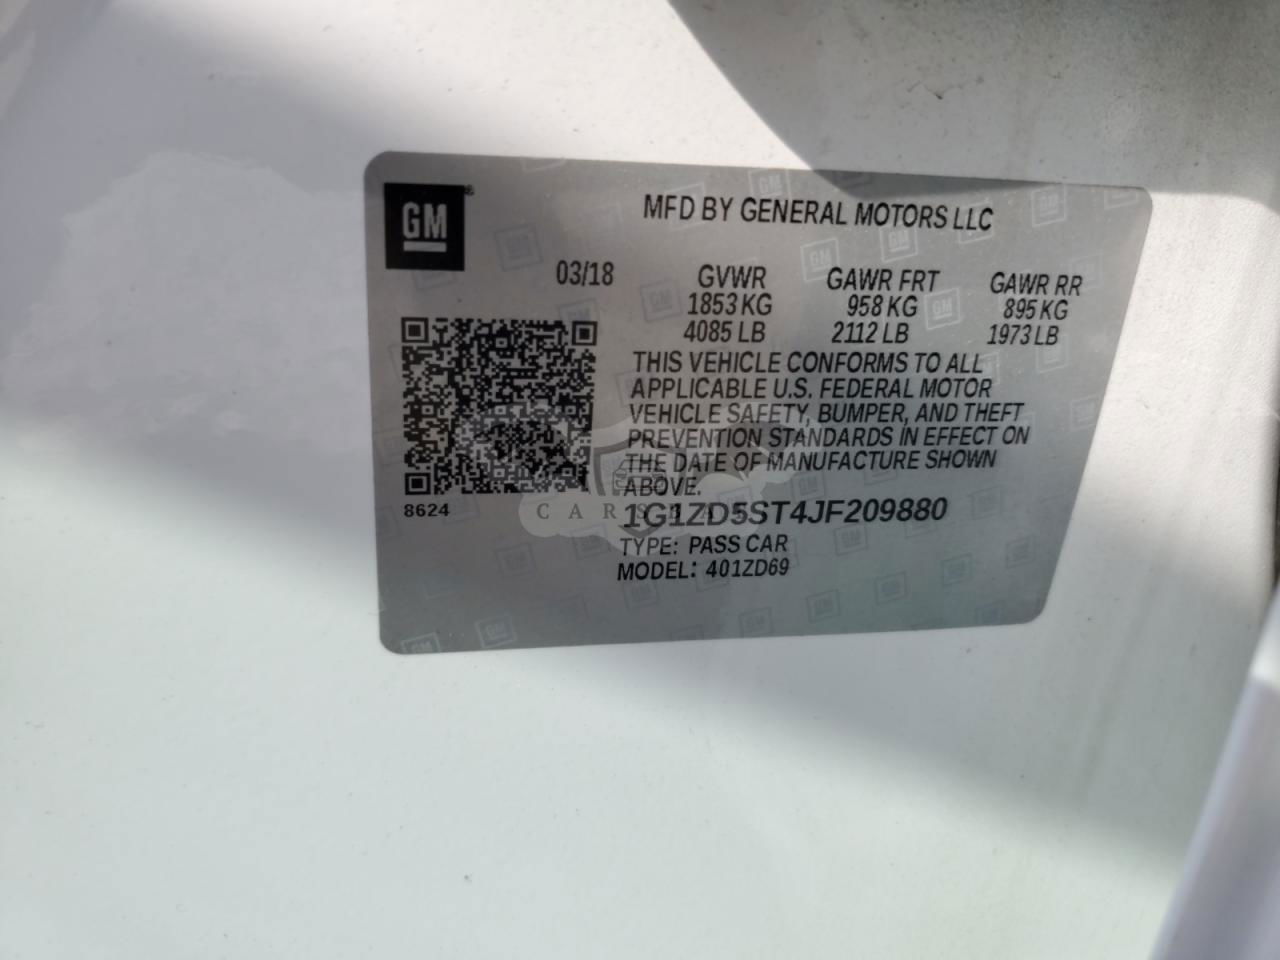 GM
MFD BY GENERAL MOTORS LLC
03/18 GVWR GAWR FRT GAWR RR
1853 KG 958 KG 895 KG
4085 LB 2112 LB 1973 LB
THIS VEHICLE CONFORMS TO ALL
APPLICABLE U.S. FEDERAL MOTOR
VEHICLE SAFETY, BUMPER, AND THEFT
PREVENTION STANDARDS IN EFFECT ON
THE DATE OF MANUFACTURE SHOWN
ABOVE.
8624
1G1ZD5ST4JF209880
TYPE: PASS CAR
MODEL: 401ZD69